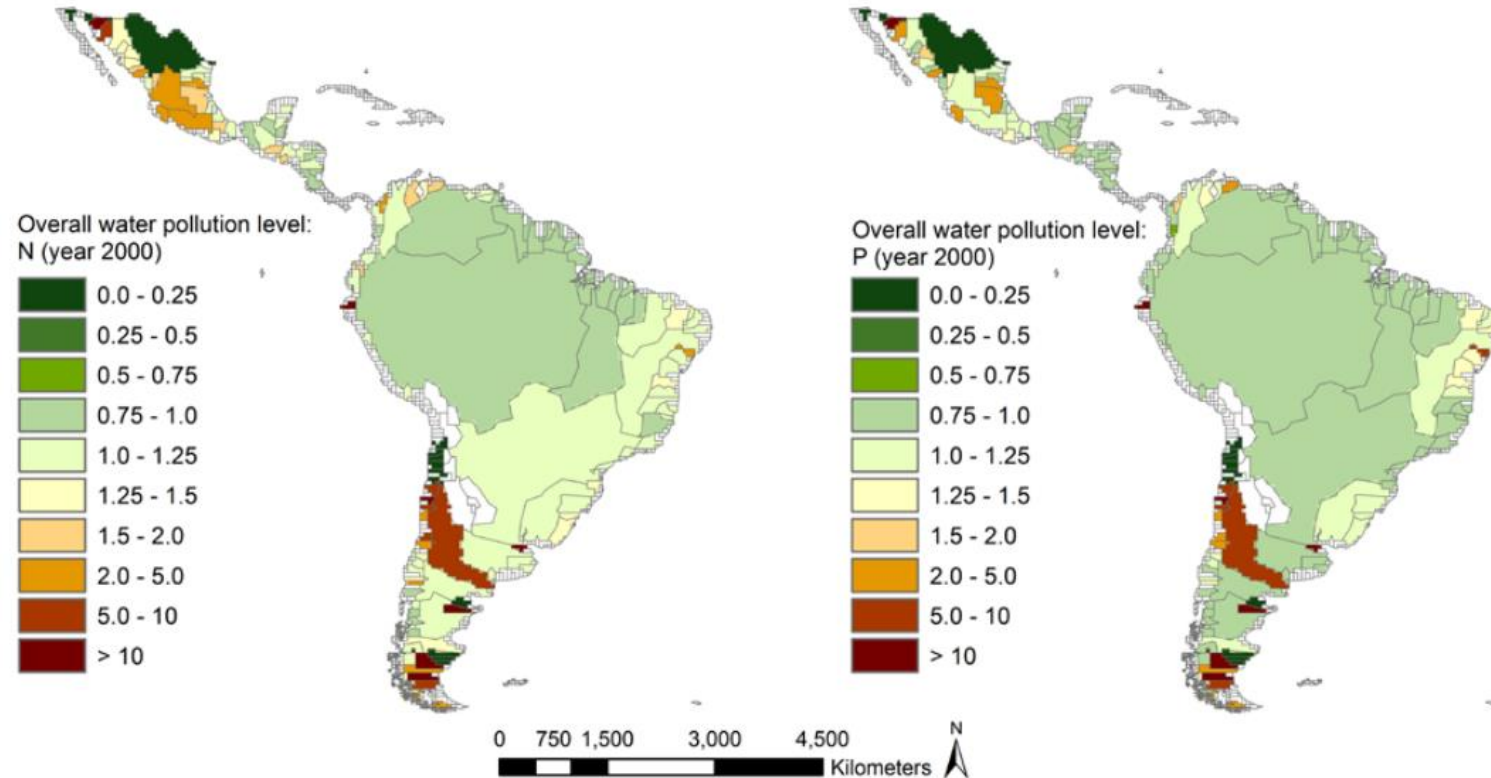 Overall water pollution level:
N (year 2000)
0.0 - 0.25
0.25 - 0.5
0.5 - 0.75
0.75 - 1.0
1.0 - 1.25
1.25 - 1.5
1.5 - 2.0
2.0 - 5.0
5.0 - 10
> 10
Overall water pollution level:
P (year 2000)
0.0 - 0.25
0.25 - 0.5
0.5 - 0.75
0.75 - 1.0
1.0 - 1.25
1.25 - 1.5
1.5 - 2.0
2.0 - 5.0
5.0 - 10
> 10
0 750 1,500 3,000 4,500
Kilometers
N